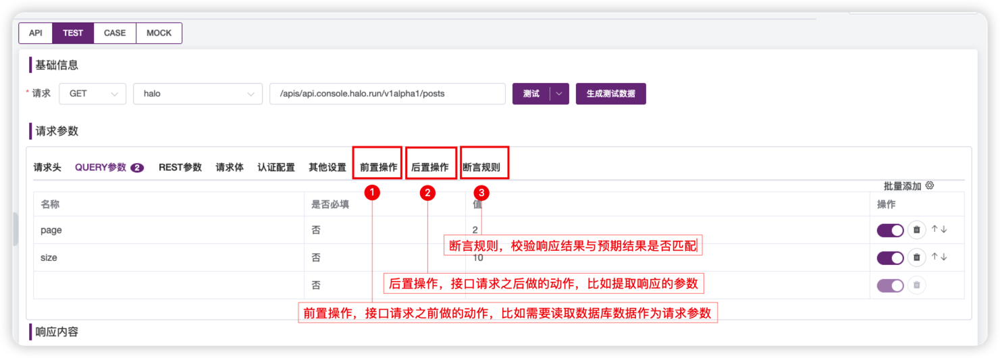 API TEST CASE MOCK
基础信息
* 请求 GET halo /apis/api.console.halo.run/v1alpha1/posts 测试 生成测试数据
请求参数
请求头 QUERY参数 2 REST参数 请求体 认证配置 其他设置 前置操作 后置操作 断言规则
1 2 3
批量添加
名称 是否必填 值 操作
page 否 2
断言规则，校验响应结果与预期结果是否匹配
size 否 10
后置操作，接口请求之后做的动作，比如提取响应的参数
否
前置操作，接口请求之前做的动作，比如需要读取数据库数据作为请求参数
响应内容